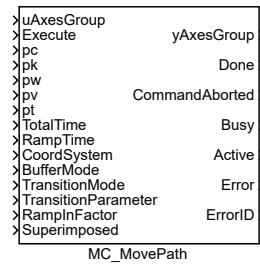 uAxesGroup
Execute yAxesGroup
pc
pk Done
pw
pv CommandAborted
pt
TotalTime Busy
RampTime
CoordSystem Active
BufferMode
TransitionMode Error
TransitionParameter
RampInFactor ErrorID
Superimposed
MC_MovePath